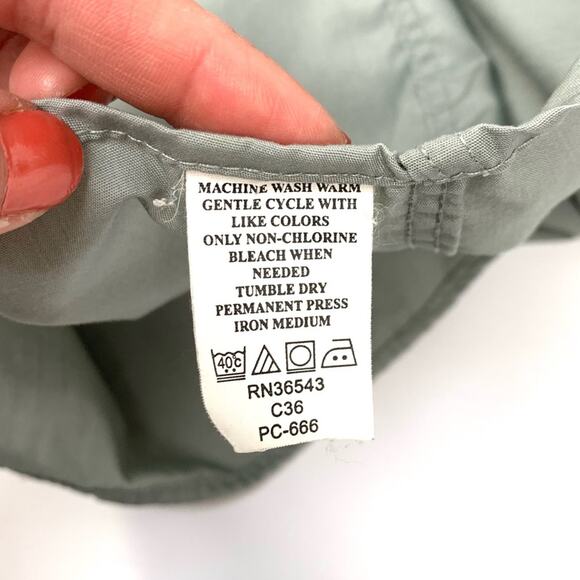 MACHINE WASH WARM
GENTLE CYCLE WITH
LIKE COLORS
ONLY NON-CHLORINE
BLEACH WHEN
NEEDED
TUMBLE DRY
PERMANENT PRESS
IRON MEDIUM
40°C
RN36543
C36
PC-666